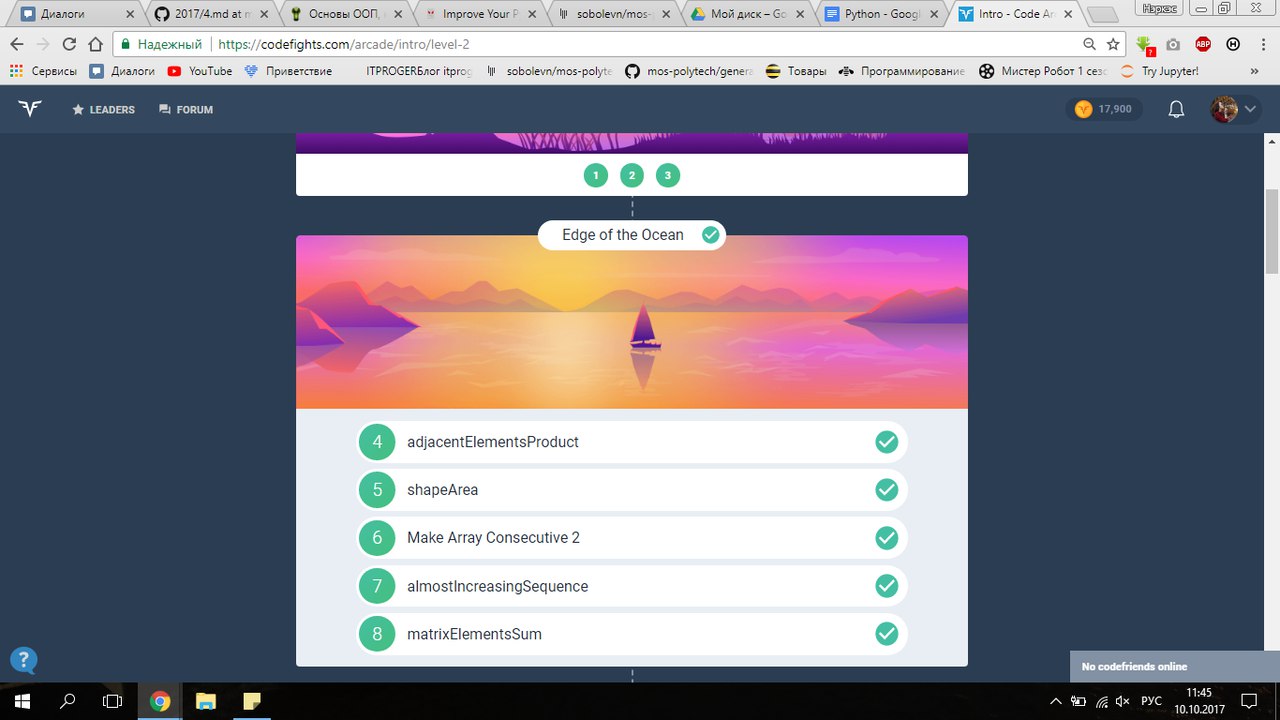 Диалоги
2017/4.md at m
Основы ООП,
Improve Your P
sobolevn/mos-
Мой диск – Go
Python - Googl
Intro - Code Ar
Нэркэс
Надежный
https://codefights.com/arcade/intro/level-2
Сервисы
Диалоги
YouTube
Приветствие
ITPROGERБлог
sobolevn/mos-polyte
mos-polytech/genera
Товары
Программирование
Мистер Робот 1 сезо
Try Jupyter!
»
ABP
?
H
LEADERS
FORUM
17,900
1 2 3
Edge of the Ocean
4 adjacentElementsProduct
5 shapeArea
6 Make Array Consecutive 2
7 almostIncreasingSequence
8 matrixElementsSum
?
No codefriends online
РУС
11:45
10.10.2017